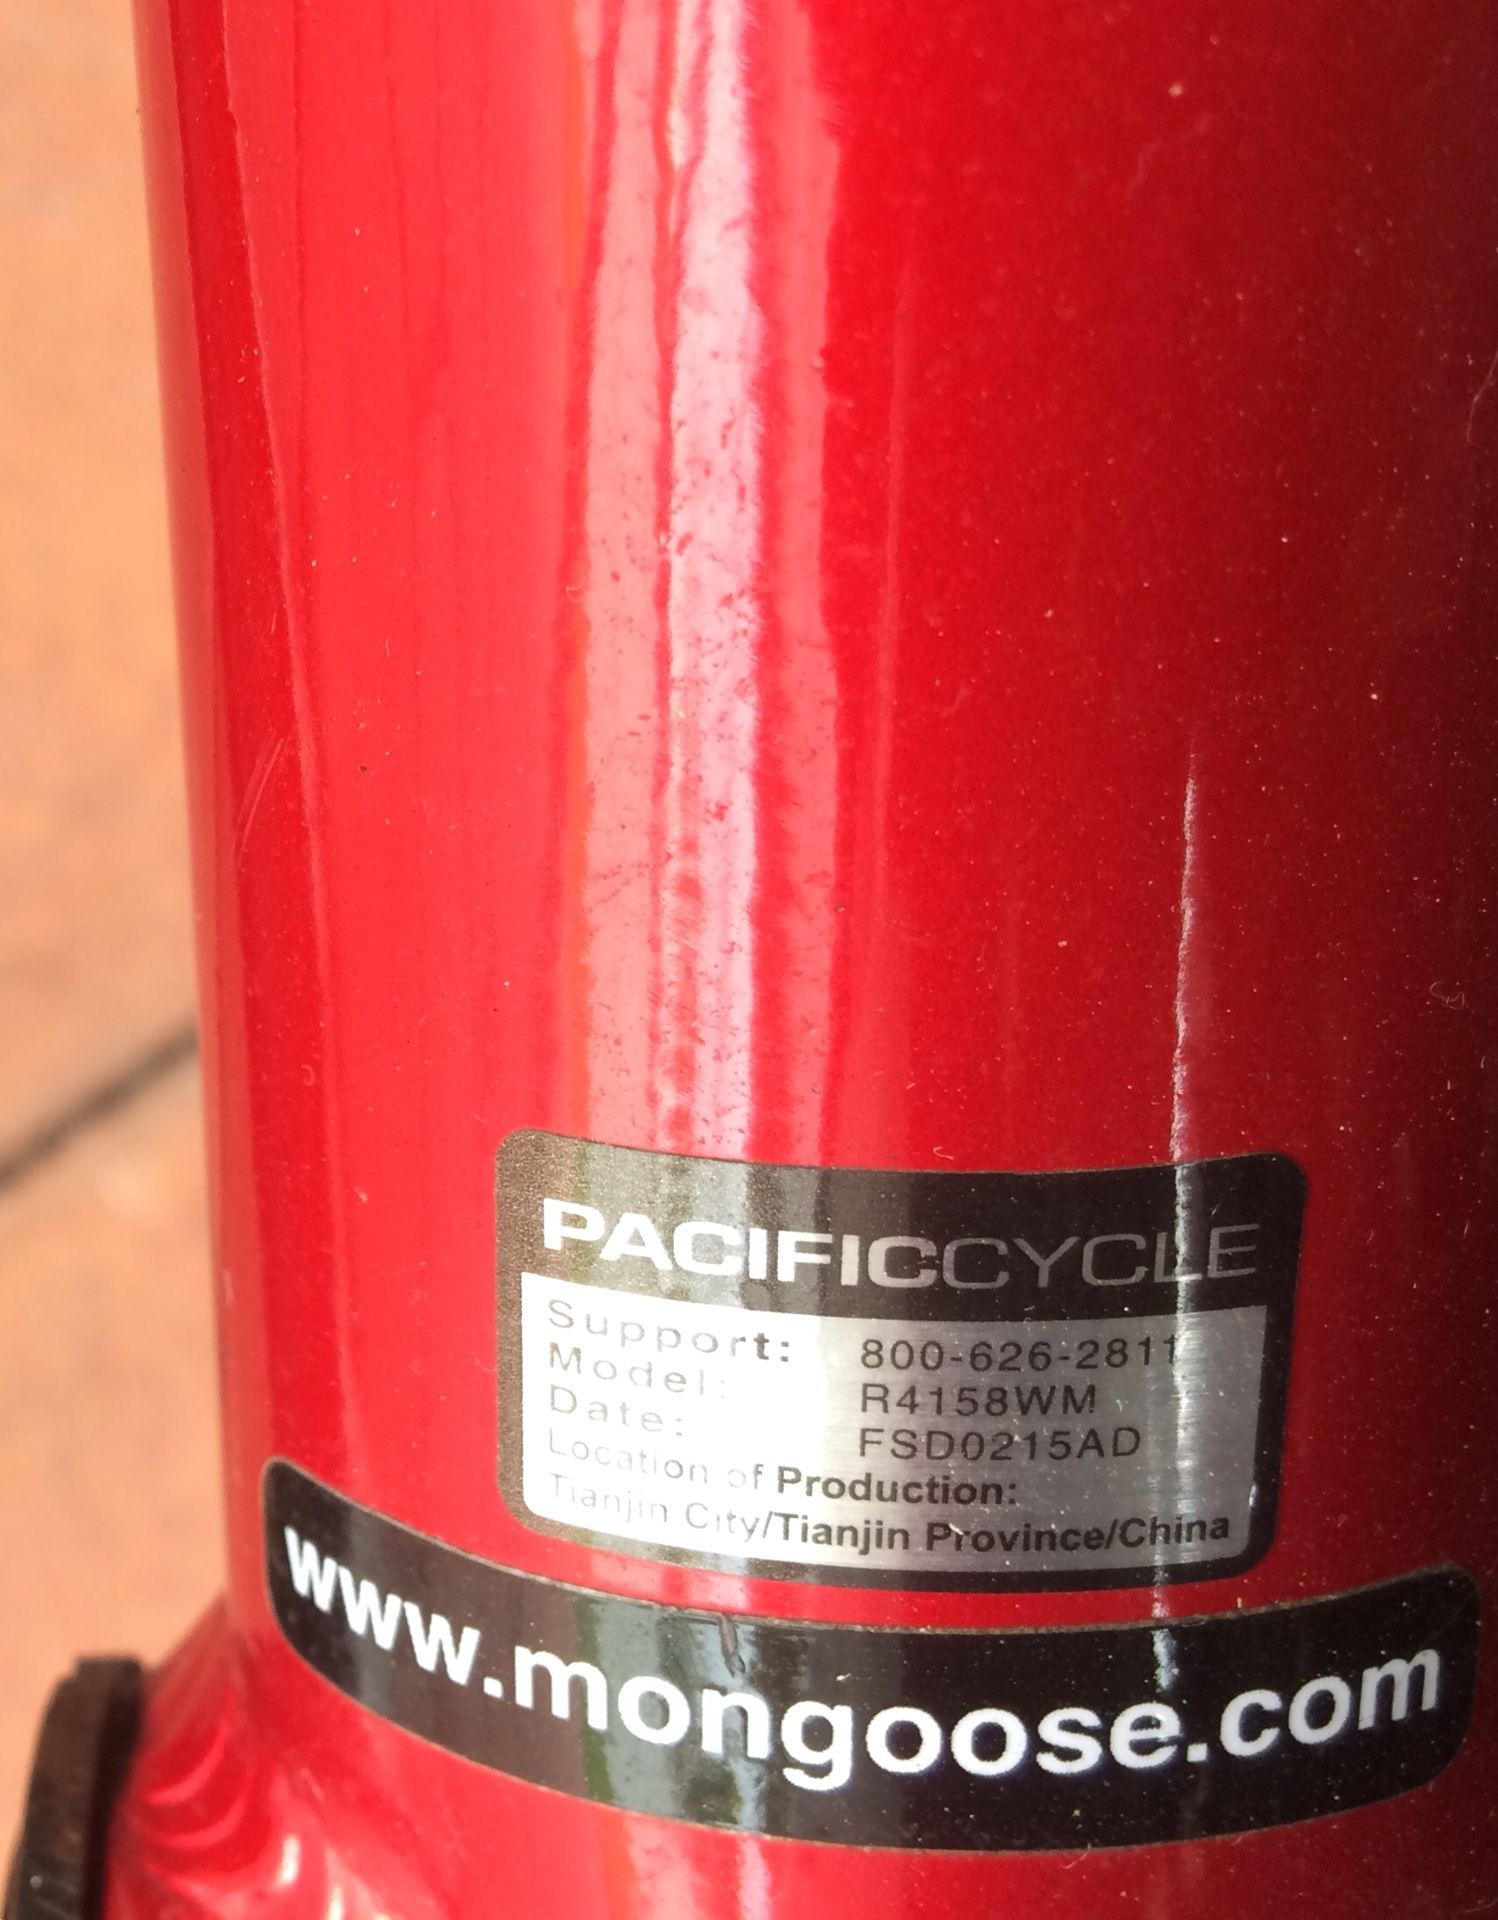 PACIFICCYCLE
Support: 800-626-2811
Model: R4158WM
Date: FSD0215AD
Location of Production:
Tianjin City/Tianjin Province/China
www.mongoose.com